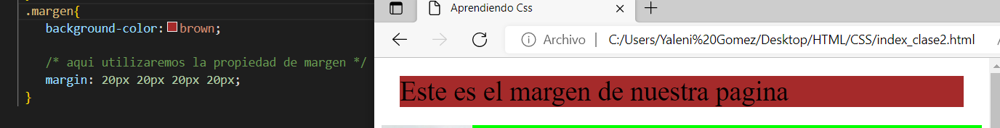 .margen{
background-color: brown;
/* aqui utilizaremos la propiedad de margen */
margin: 20px 20px 20px 20px;
}
Aprendiendo Css
Archivo | C:/Users/Yaleni%20Gomez/Desktop/HTML/CSS/index_clase2.html
Este es el margen de nuestra pagina